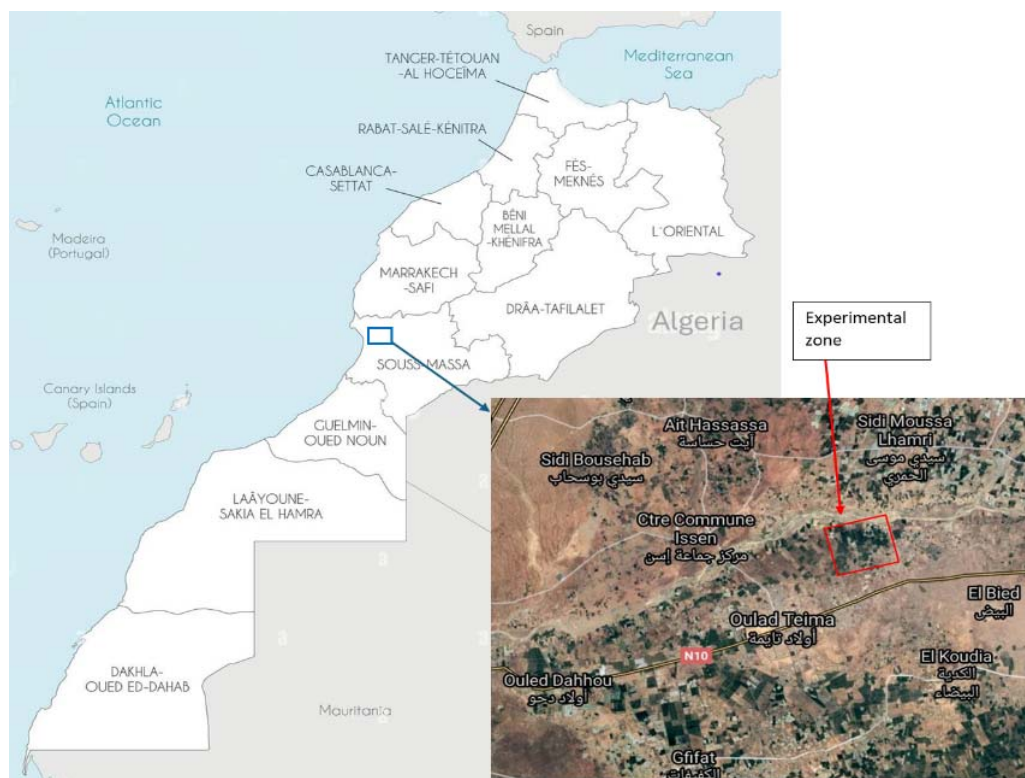 Spain
TANGER-TÉTOUAN
-AL HOCEÏMA
Mediterranean
Sea
Atlantic
Ocean
RABAT-SALÉ-KÉNITRA
CASABLANCA-
SETTAT
FÈS-
MEKNÉS
BÉNI
MELLAL
-KHÉNIFRA
L'ORIENTAL
Madeira
(Portugal)
MARRAKECH
-SAFI
DRÂA-TAFILALET
Algeria
Experimental
zone
SOUSS-MASSA
Canary Islands
(Spain)
GUELMIN-
OUED NOUN
LAÂYOUNE-
SAKIA EL HAMRA
DAKHLA-
OUED ED-DAHAB
Mauritania
Ait Hassassa
آيت حساسة
Sidi Moussa
Lhamri
سيدي موسى
الحمري
Sidi Bousehab
سيدي بوسحاب
Ctre Commune
Issen
مركز جماعة إسن
El Bied
البيض
Oulad Teima
أولاد تايمة
N10
El Koudia
الكدية
البيضاء
Ouled Dahhou
أولاد دحو
Gfifat